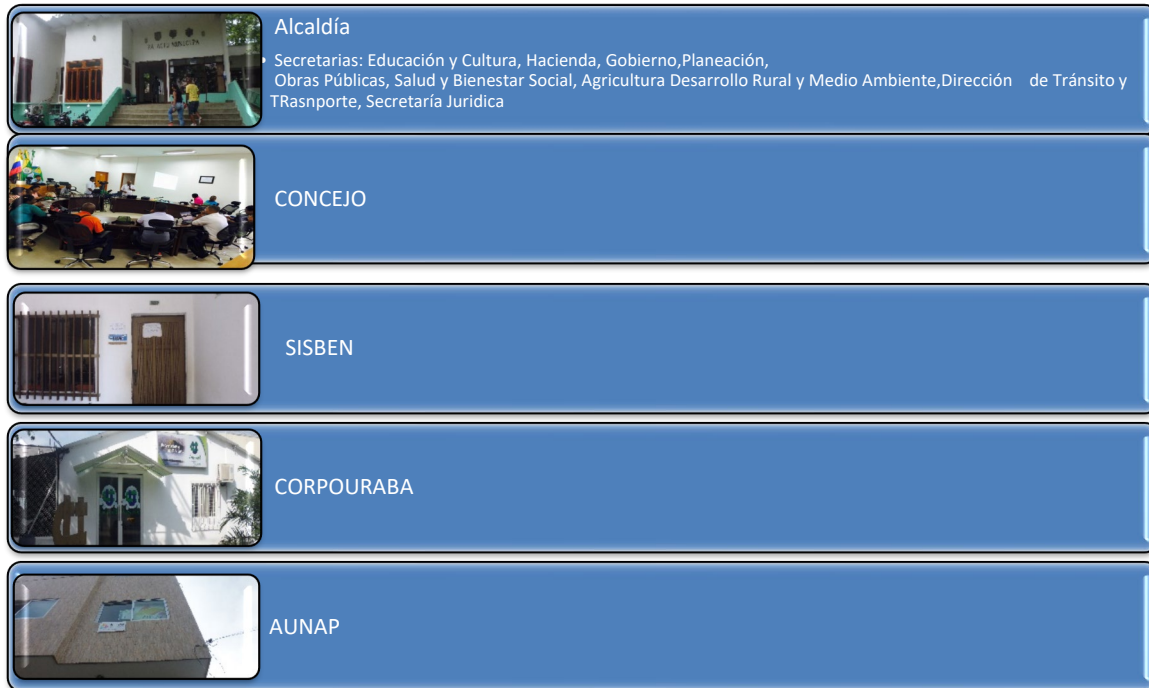 Alcaldía
• Secretarias: Educación y Cultura, Hacienda, Gobierno,Planeación,
Obras Públicas, Salud y Bienestar Social, Agricultura Desarrollo Rural y Medio Ambiente,Dirección de Tránsito y
TRasnporte, Secretaría Juridica
CONCEJO
SISBEN
CORPOURABA
AUNAP